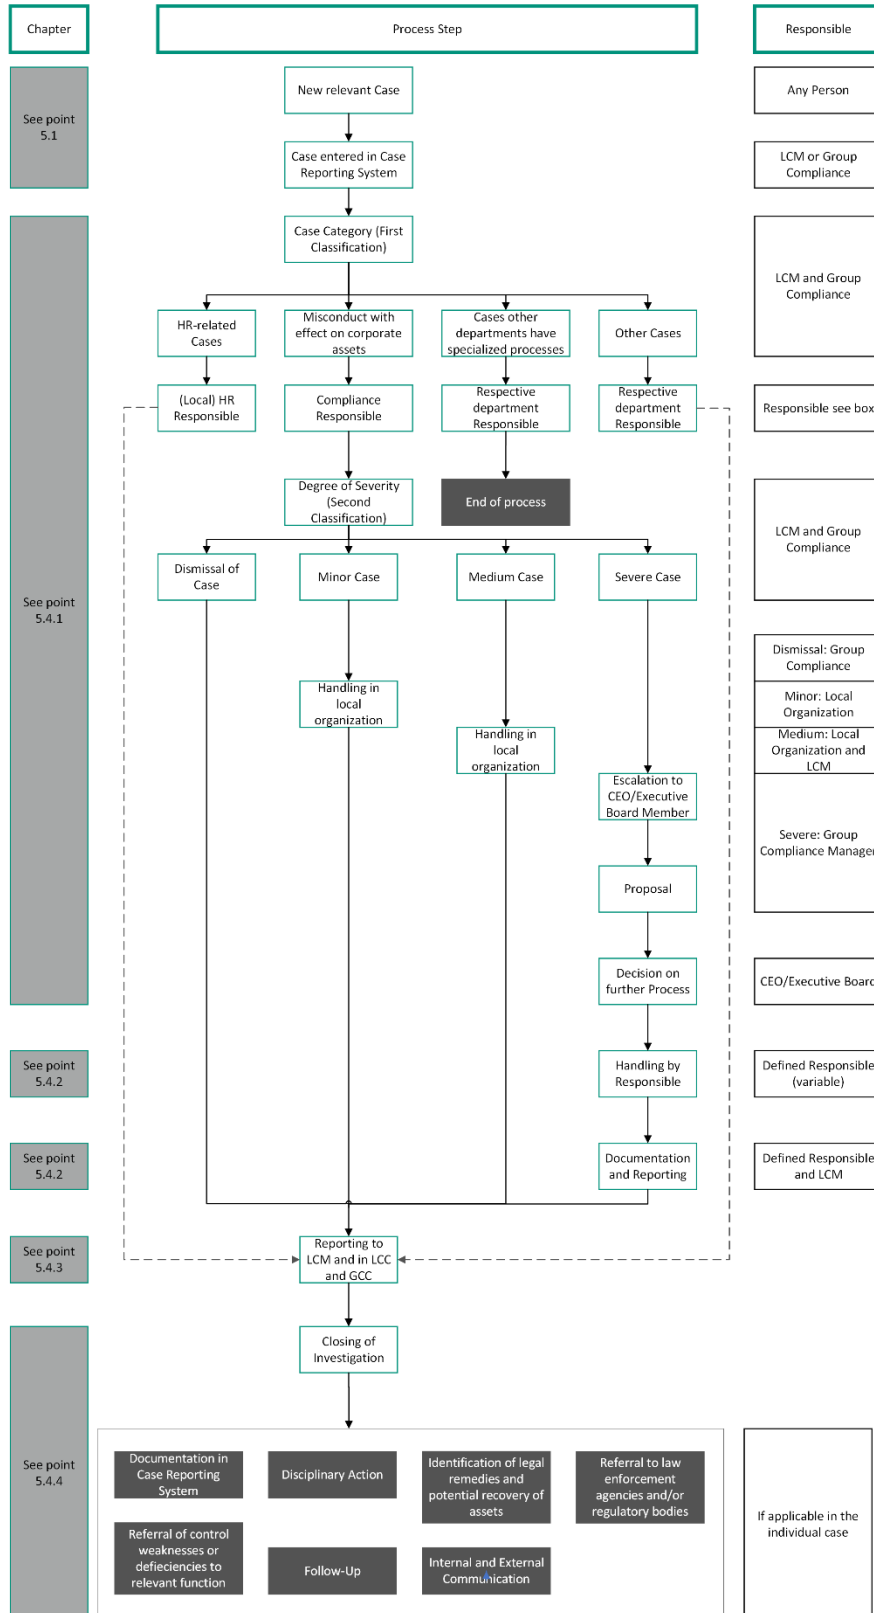 Chapter
Process Step
Responsible
See point
5.1
New relevant Case
Any Person
Case entered in Case
Reporting System
LCM or Group
Compliance
See point
5.4.1
Case Category (First
Classification)
LCM and Group
Compliance
HR-related
Cases
Misconduct with
effect on corporate
assets
Cases other
departments have
specialized processes
Other Cases
(Local) HR
Responsible
Compliance
Responsible
Respective
department
Responsible
Respective
department
Responsible
Responsible see box
Degree of Severity
(Second
Classification)
End of process
LCM and Group
Compliance
Dismissal of
Case
Minor Case
Medium Case
Severe Case
Dismissal: Group
Compliance
Handling in
local
organization
Minor: Local
Organization
Handling in
local
organization
Medium: Local
Organization and
LCM
Escalation to
CEO/Executive
Board Member
Severe: Group
Compliance Manager
Proposal
Decision on
further Process
CEO/Executive Board
See point
5.4.2
Handling by
Responsible
Defined Responsible
(variable)
See point
5.4.2
Documentation
and Reporting
Defined Responsible
and LCM
See point
5.4.3
Reporting to
LCM and in LCC
and GCC
See point
5.4.4
Closing of
Investigation
Documentation in
Case Reporting
System
Disciplinary Action
Identification of legal
remedies and
potential recovery of
assets
Referral to law
enforcement
agencies and/or
regulatory bodies
If applicable in the
individual case
Referral of control
weaknesses or
defieciencies to
relevant function
Follow-Up
Internal and External
Communication